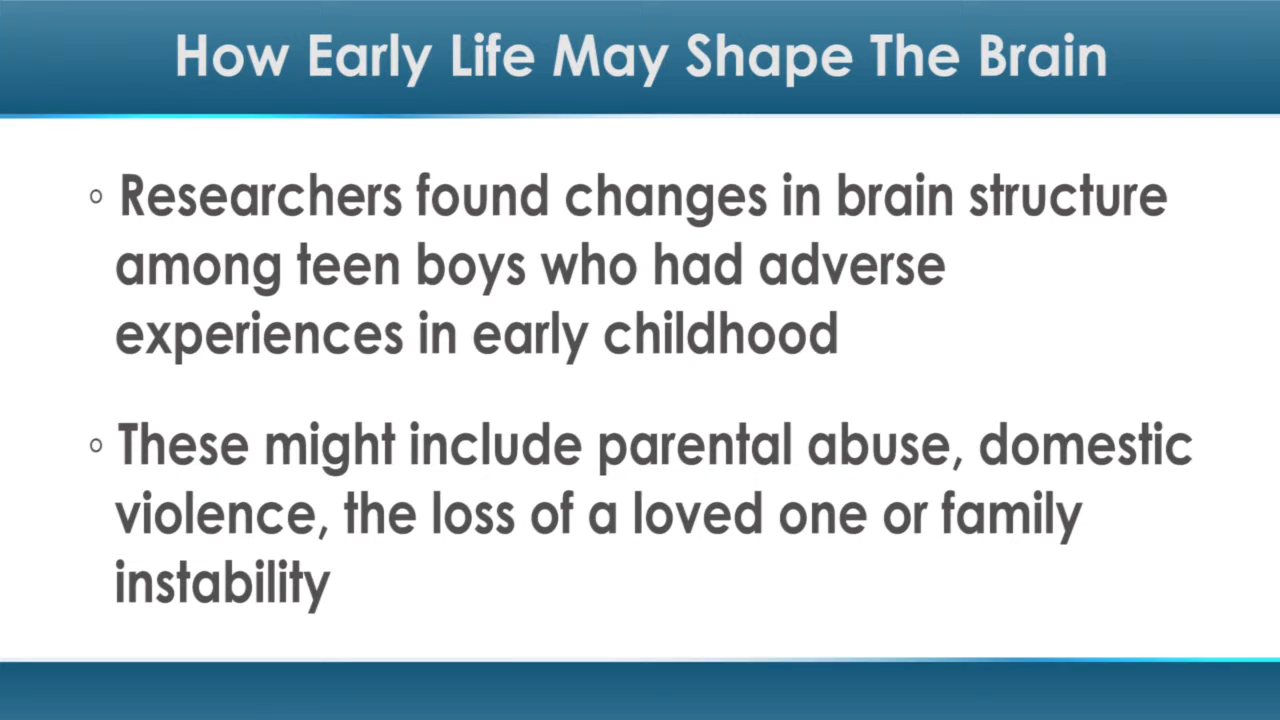 How Early Life May Shape The Brain
◦ Researchers found changes in brain structure
among teen boys who had adverse
experiences in early childhood
◦ These might include parental abuse, domestic
violence, the loss of a loved one or family
instability